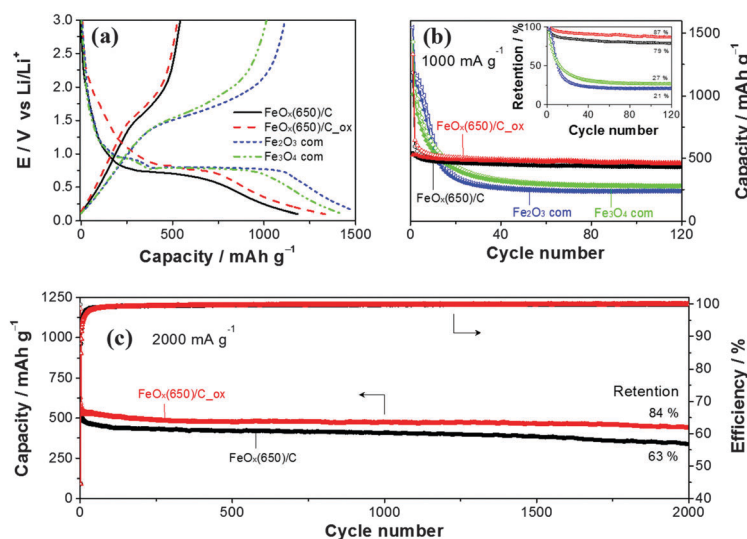 (a)
E / V vs Li/Li⁺
3.0
2.5
2.0
1.5
1.0
0.5
0.0
FeOₓ(650)/C
FeOₓ(650)/C_ox
Fe₂O₃ com
Fe₃O₄ com
0
500
1000
1500
Capacity / mAh g⁻¹
(b)
1000 mA g⁻¹
Retention / %
100
50
0
87 %
79 %
27 %
21 %
0 20 40 60 80 100 120
Cycle number
FeOₓ(650)/C_ox
FeOₓ(650)/C
Fe₂O₃ com
Fe₃O₄ com
1500
1000
500
0
Capacity / mAh g⁻¹
0
40
80
120
Cycle number
(c)
2000 mA g⁻¹
Capacity / mAh g⁻¹
1250
1000
750
500
250
0
FeOₓ(650)/C_ox
FeOₓ(650)/C
Retention
84 %
63 %
100
90
80
70
60
50
40
Efficiency / %
0
500
1000
1500
2000
Cycle number